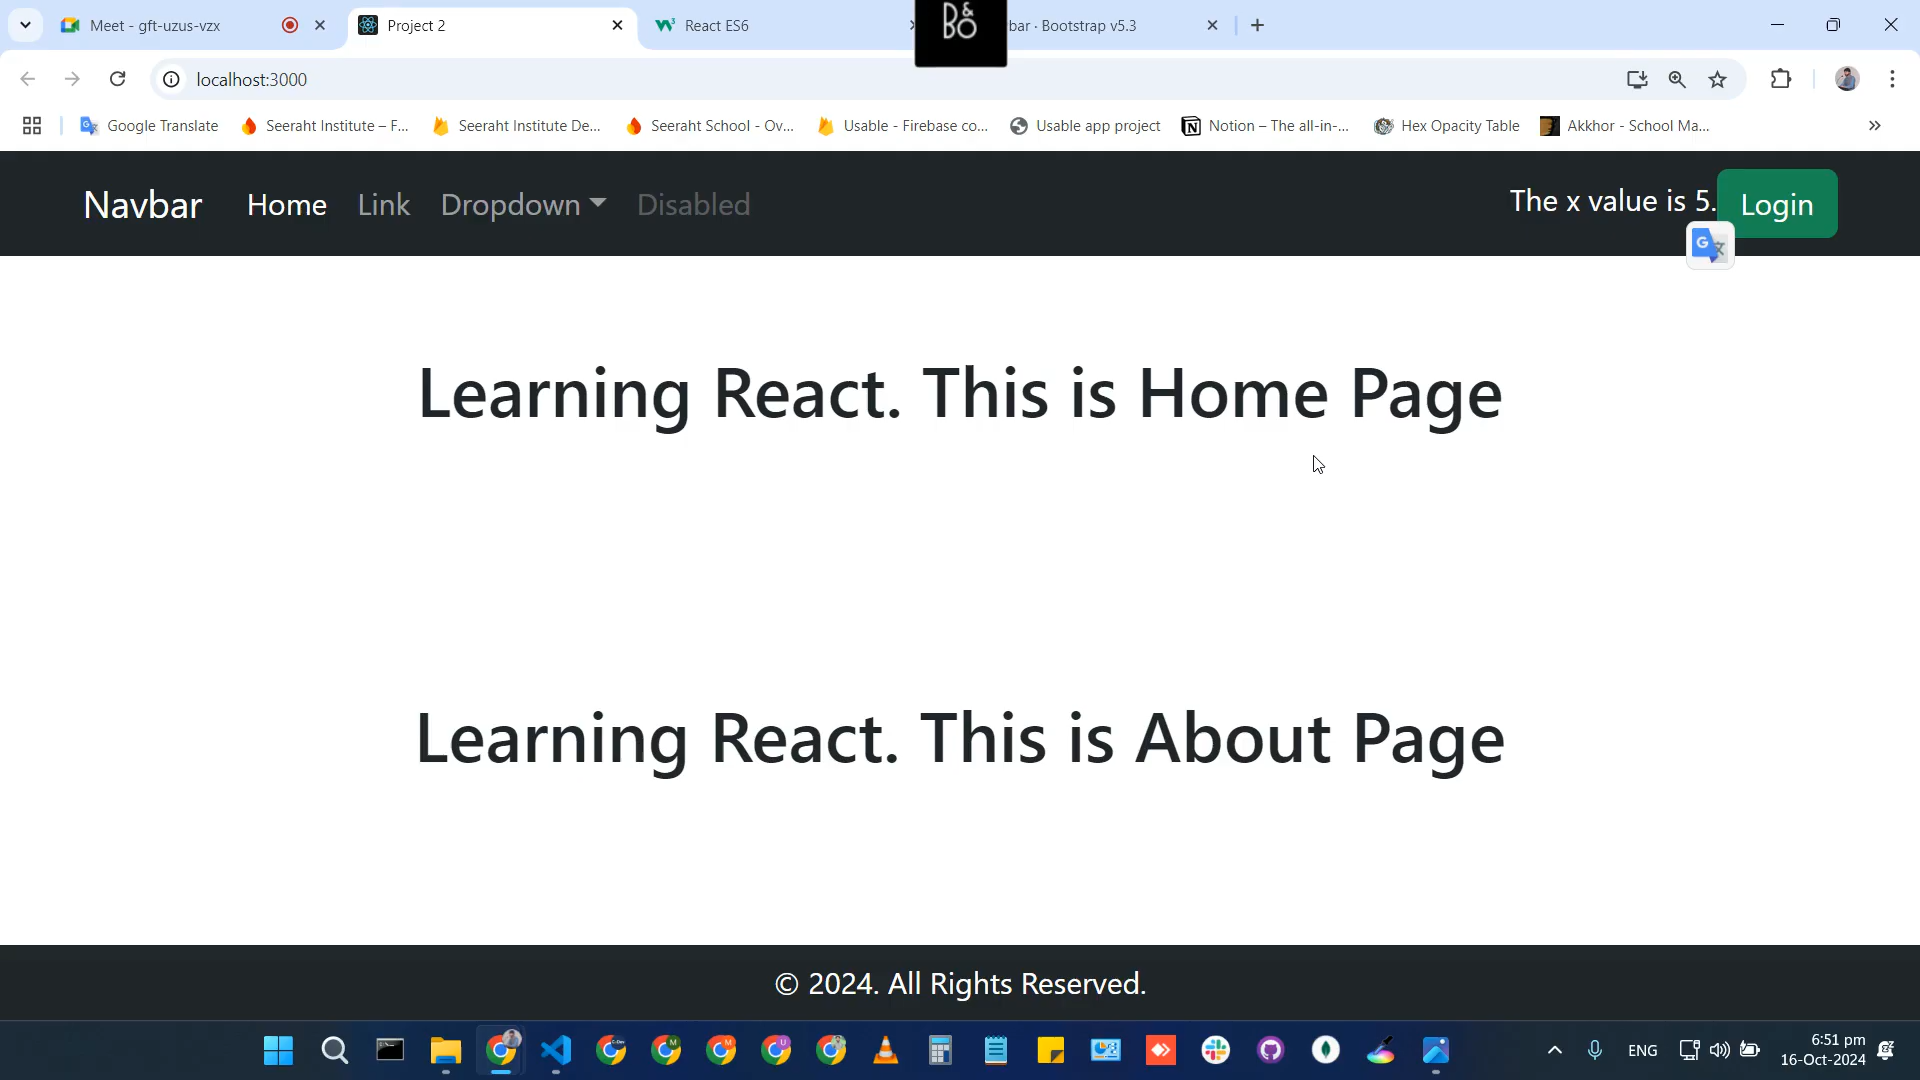 Meet - gft-uzus-vzx
Project 2
React ES6
B&O
bar · Bootstrap v5.3
localhost:3000
Google Translate
Seeraht Institute – F...
Seeraht Institute De...
Seeraht School - Ov...
Usable - Firebase co...
Usable app project
Notion – The all-in-...
Hex Opacity Table
Akkhor - School Ma...
Navbar
Home
Link
Dropdown
Disabled
The x value is 5.
Login
Learning React. This is Home Page
Learning React. This is About Page
© 2024. All Rights Reserved.
ENG
6:51 pm
16-Oct-2024